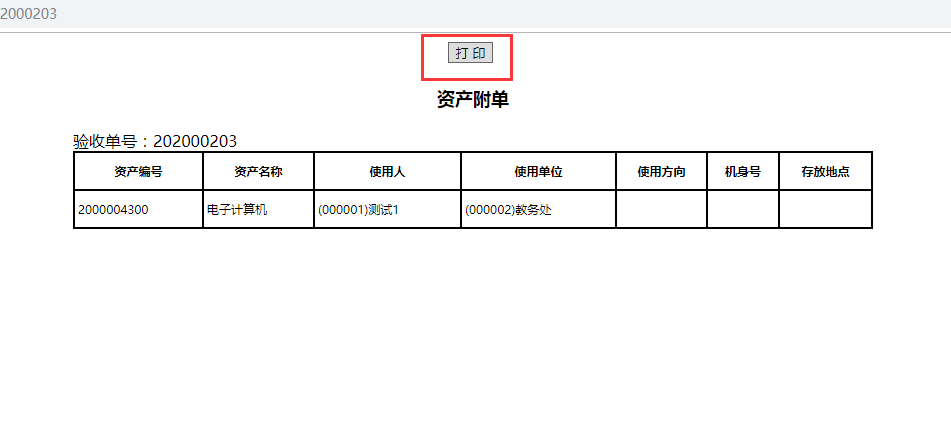 2000203
打 印
资产附单
验收单号：202000203
资产编号 资产名称 使用人 使用单位 使用方向 机身号 存放地点
2000004300 电子计算机 (000001)测试1 (000002)教务处